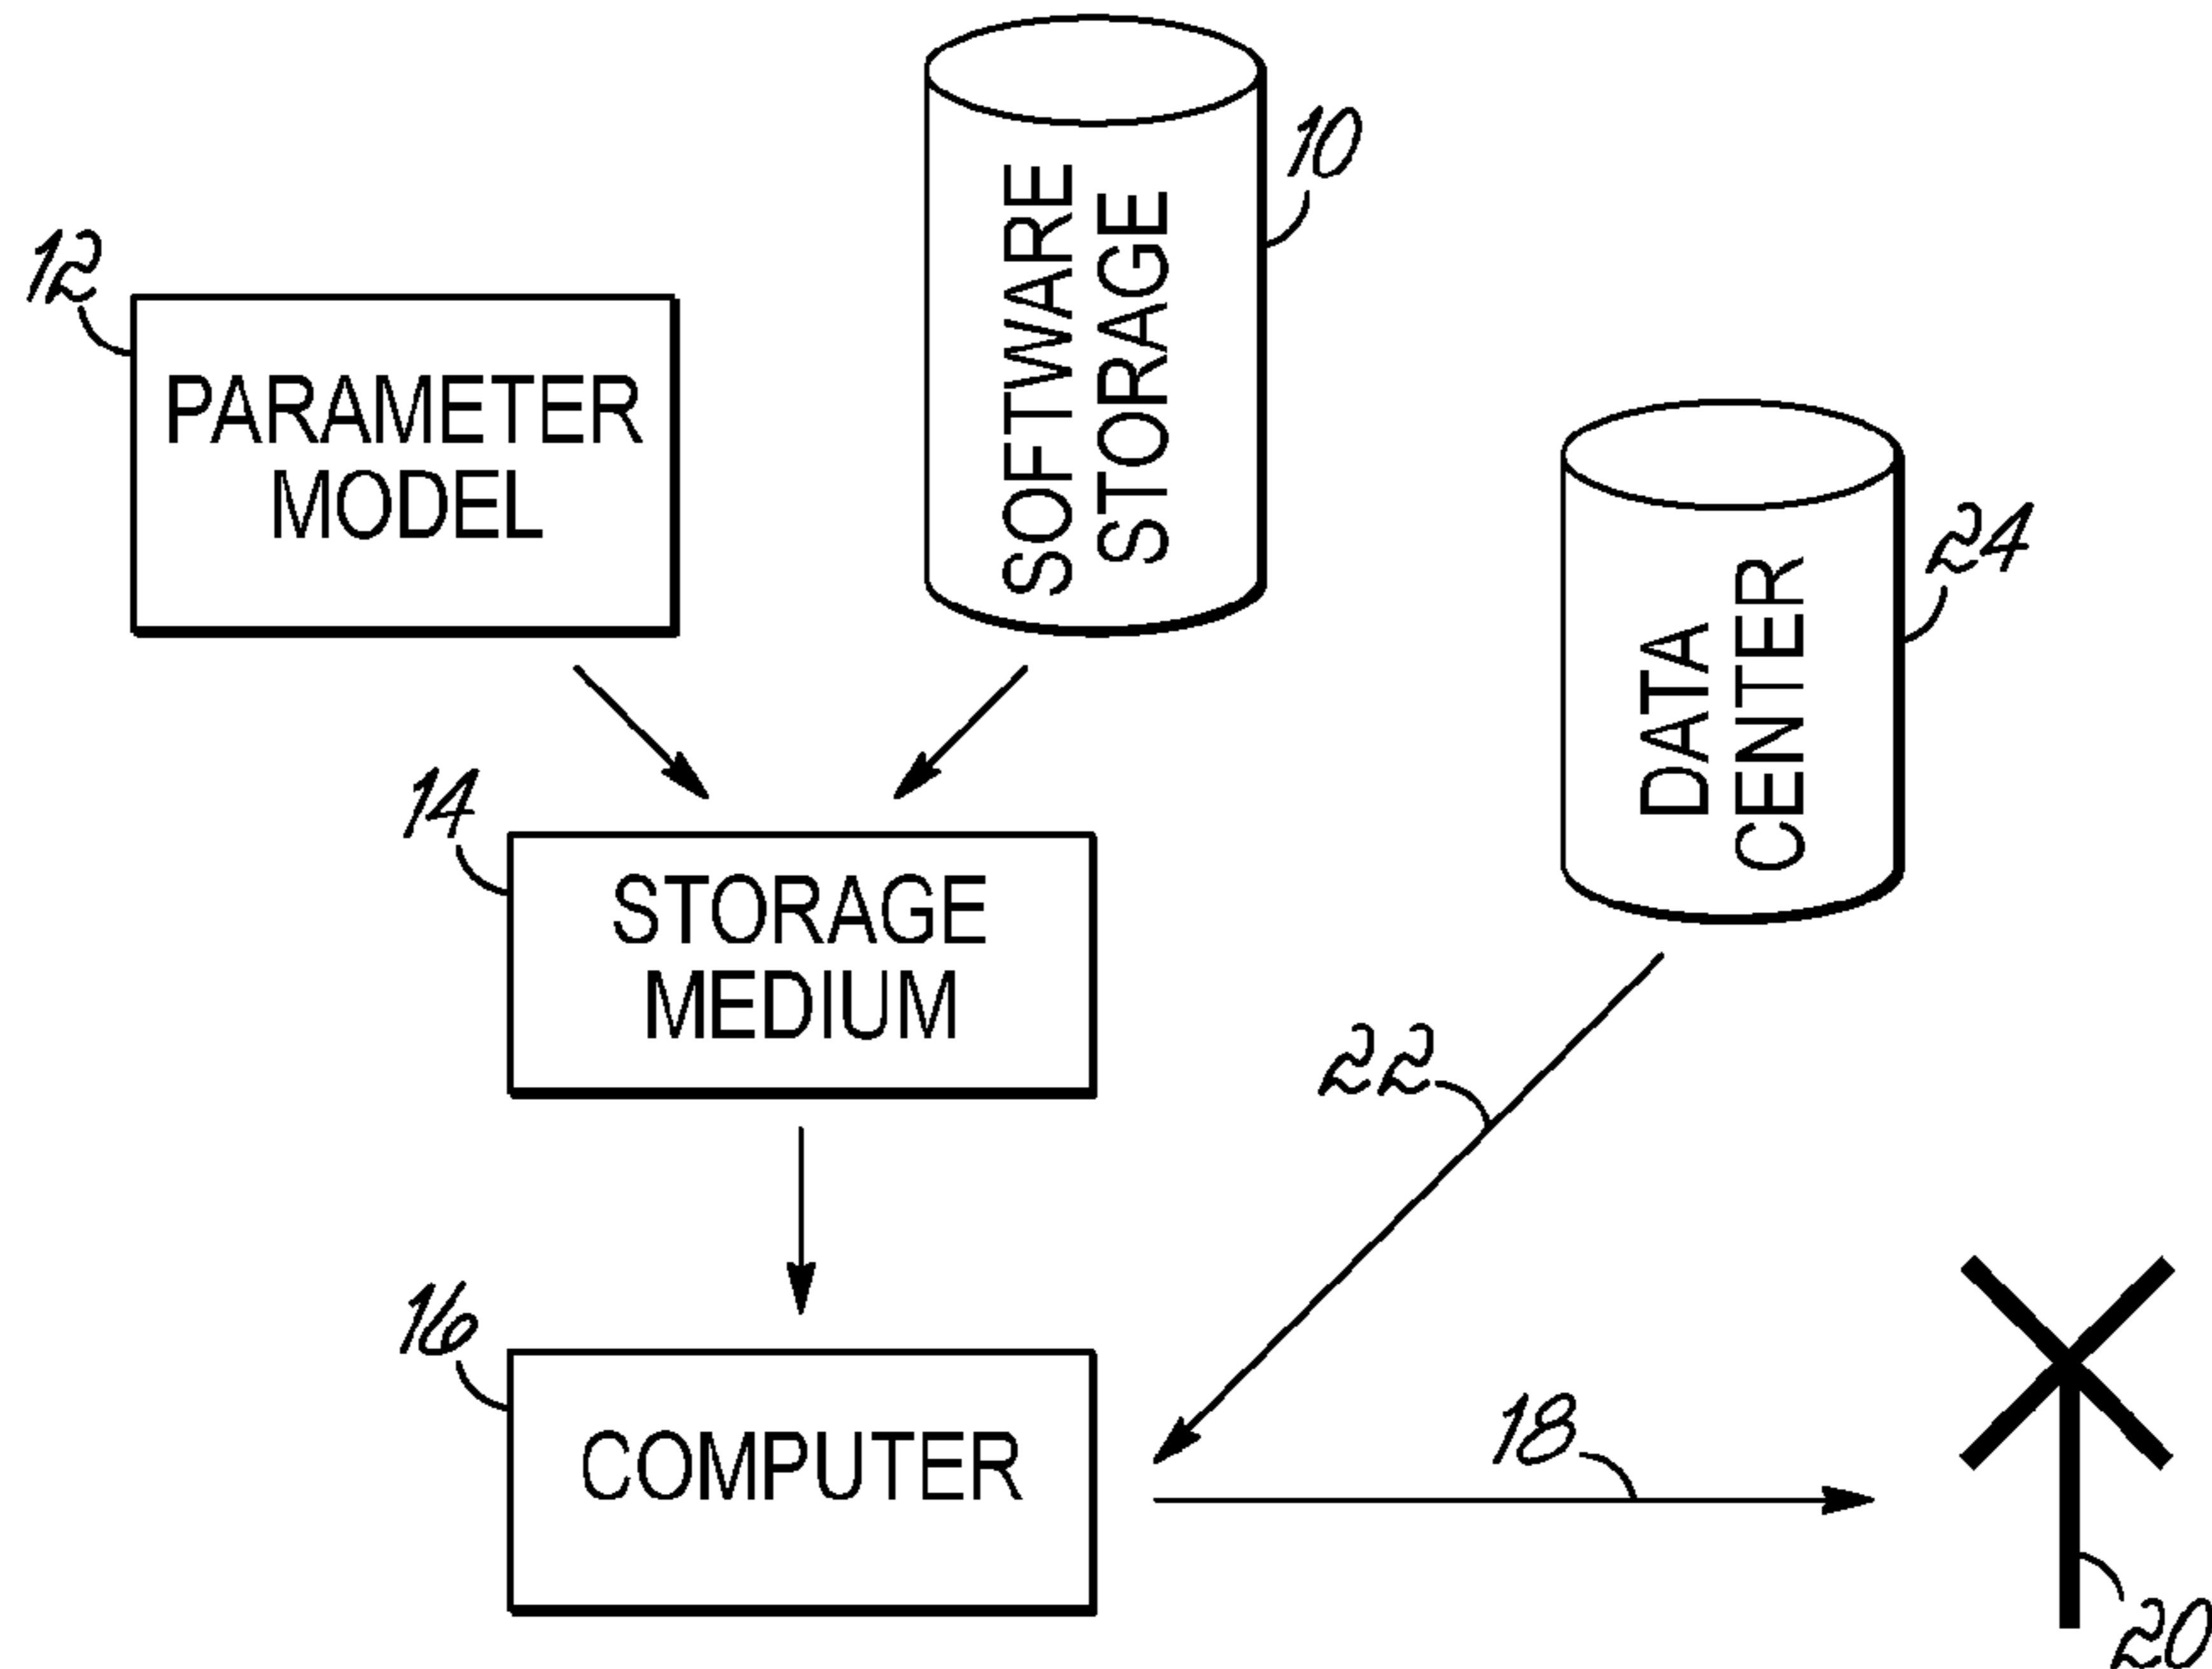 10
SOFTWARE
STORAGE
12
PARAMETER
MODEL
24
DATA
CENTER
14
STORAGE
MEDIUM
22
16
COMPUTER
18
20